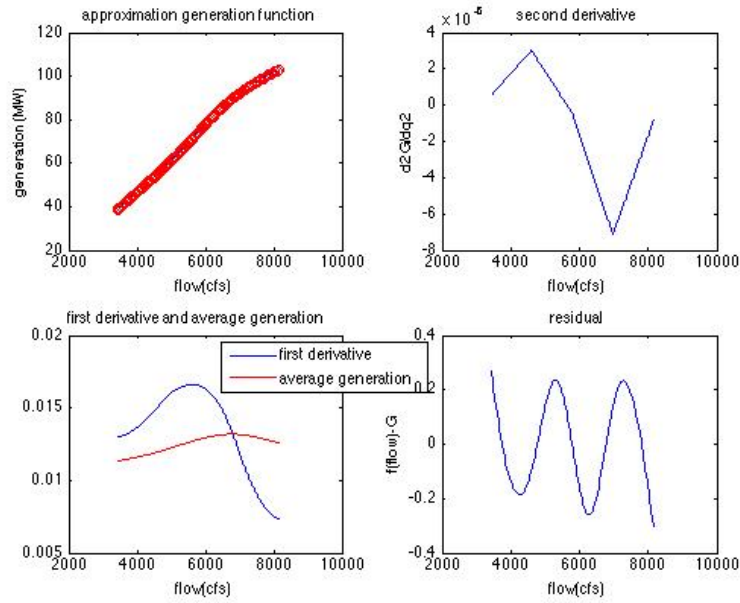 approximation generation function
120
100
80
60
40
20
generation (MW)
2000 4000 6000 8000 10000
flow(cfs)
second derivative
× 10
4
2
0
-2
-4
-6
-8
d2G/dq2
2000 4000 6000 8000 10000
flow(cfs)
first derivative and average generation
0.02
0.015
0.01
0.005
first derivative
average generation
2000 4000 6000 8000 10000
flow(cfs)
residual
0.4
0.2
0
-0.2
-0.4
f(flow)-G
2000 4000 6000 8000 10000
flow(cfs)